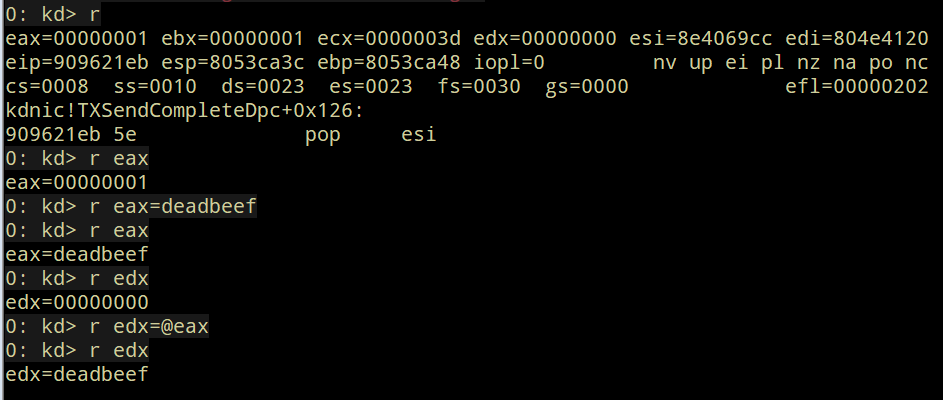 0: kd> r
eax=00000001 ebx=00000001 ecx=0000003d edx=00000000 esi=8e4069cc edi=804e4120
eip=909621eb esp=8053ca3c ebp=8053ca48 iopl=0         nv up ei pl nz na po nc
cs=0008  ss=0010  ds=0023  es=0023  fs=0030  gs=0000             efl=00000202
kdnic!TXSendCompleteDpc+0x126:
909621eb 5e              pop     esi
0: kd> r eax
eax=00000001
0: kd> r eax=deadbeef
0: kd> r eax
eax=deadbeef
0: kd> r edx
edx=00000000
0: kd> r edx=@eax
0: kd> r edx
edx=deadbeef